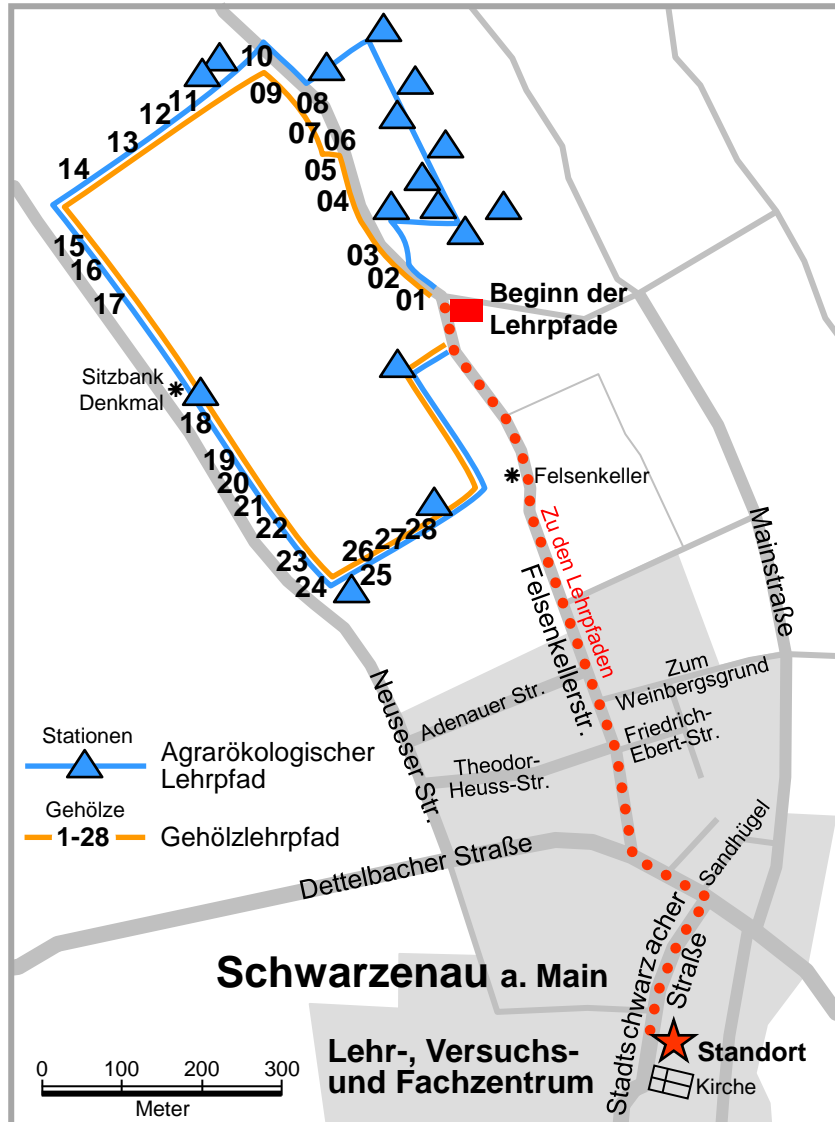 10
09
08
11
12
13
14
07
06
05
04
03
02
01
15
16
17
Beginn der
Lehrpfade
Sitzbank
Denkmal
18
19
20
21
22
23
24
25
26
27
28
Felsenkeller
Zu den Lehrpfaden
Felsenkellerstr.
Mainstraße
Zum
Weinbergsgrund
Adenauer Str.
Friedrich-
Ebert-Str.
Theodor-
Heuss-Str.
Neuseser Str.
Stationen
Agrarökologischer
Lehrpfad
Gehölze
1-28
Gehölzlehrpfad
Dettelbacher Straße
Sandhügel
Stadtschwarzacher
Straße
Schwarzenau a. Main
Lehr-, Versuchs-
und Fachzentrum
Standort
Kirche
0 100 200 300
Meter